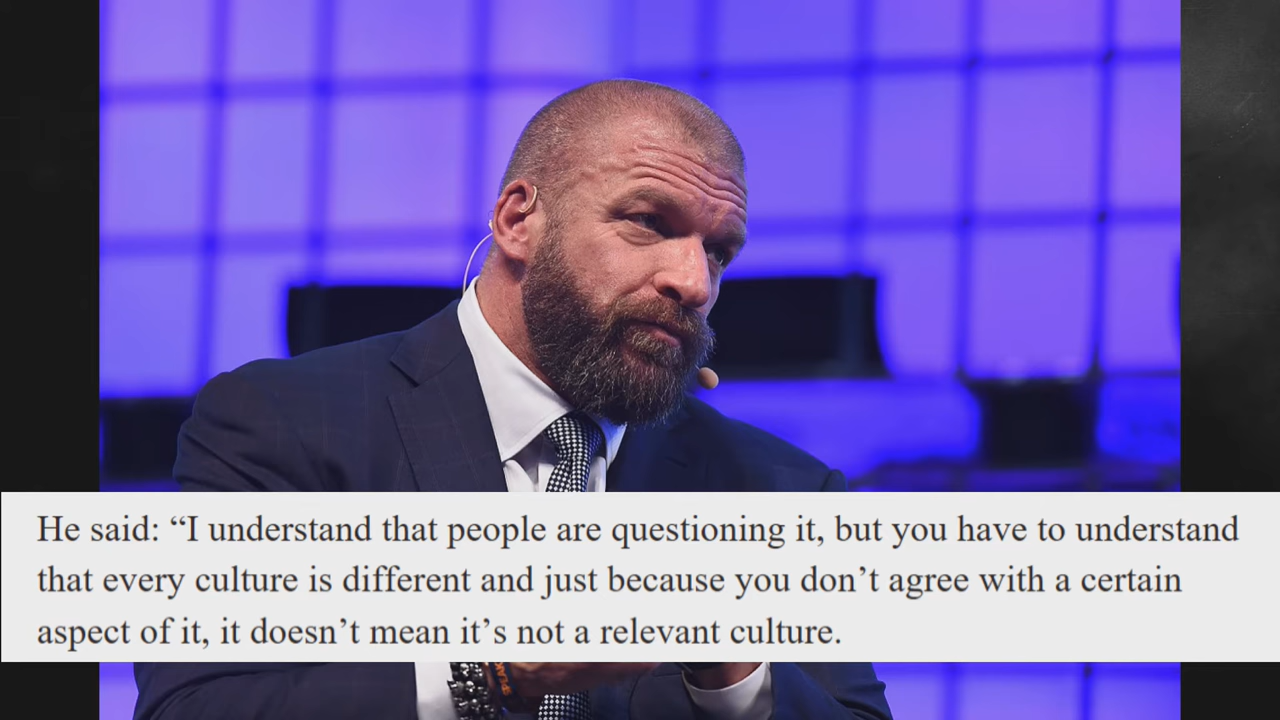 He said: “I understand that people are questioning it, but you have to understand
that every culture is different and just because you don’t agree with a certain
aspect of it, it doesn’t mean it’s not a relevant culture.